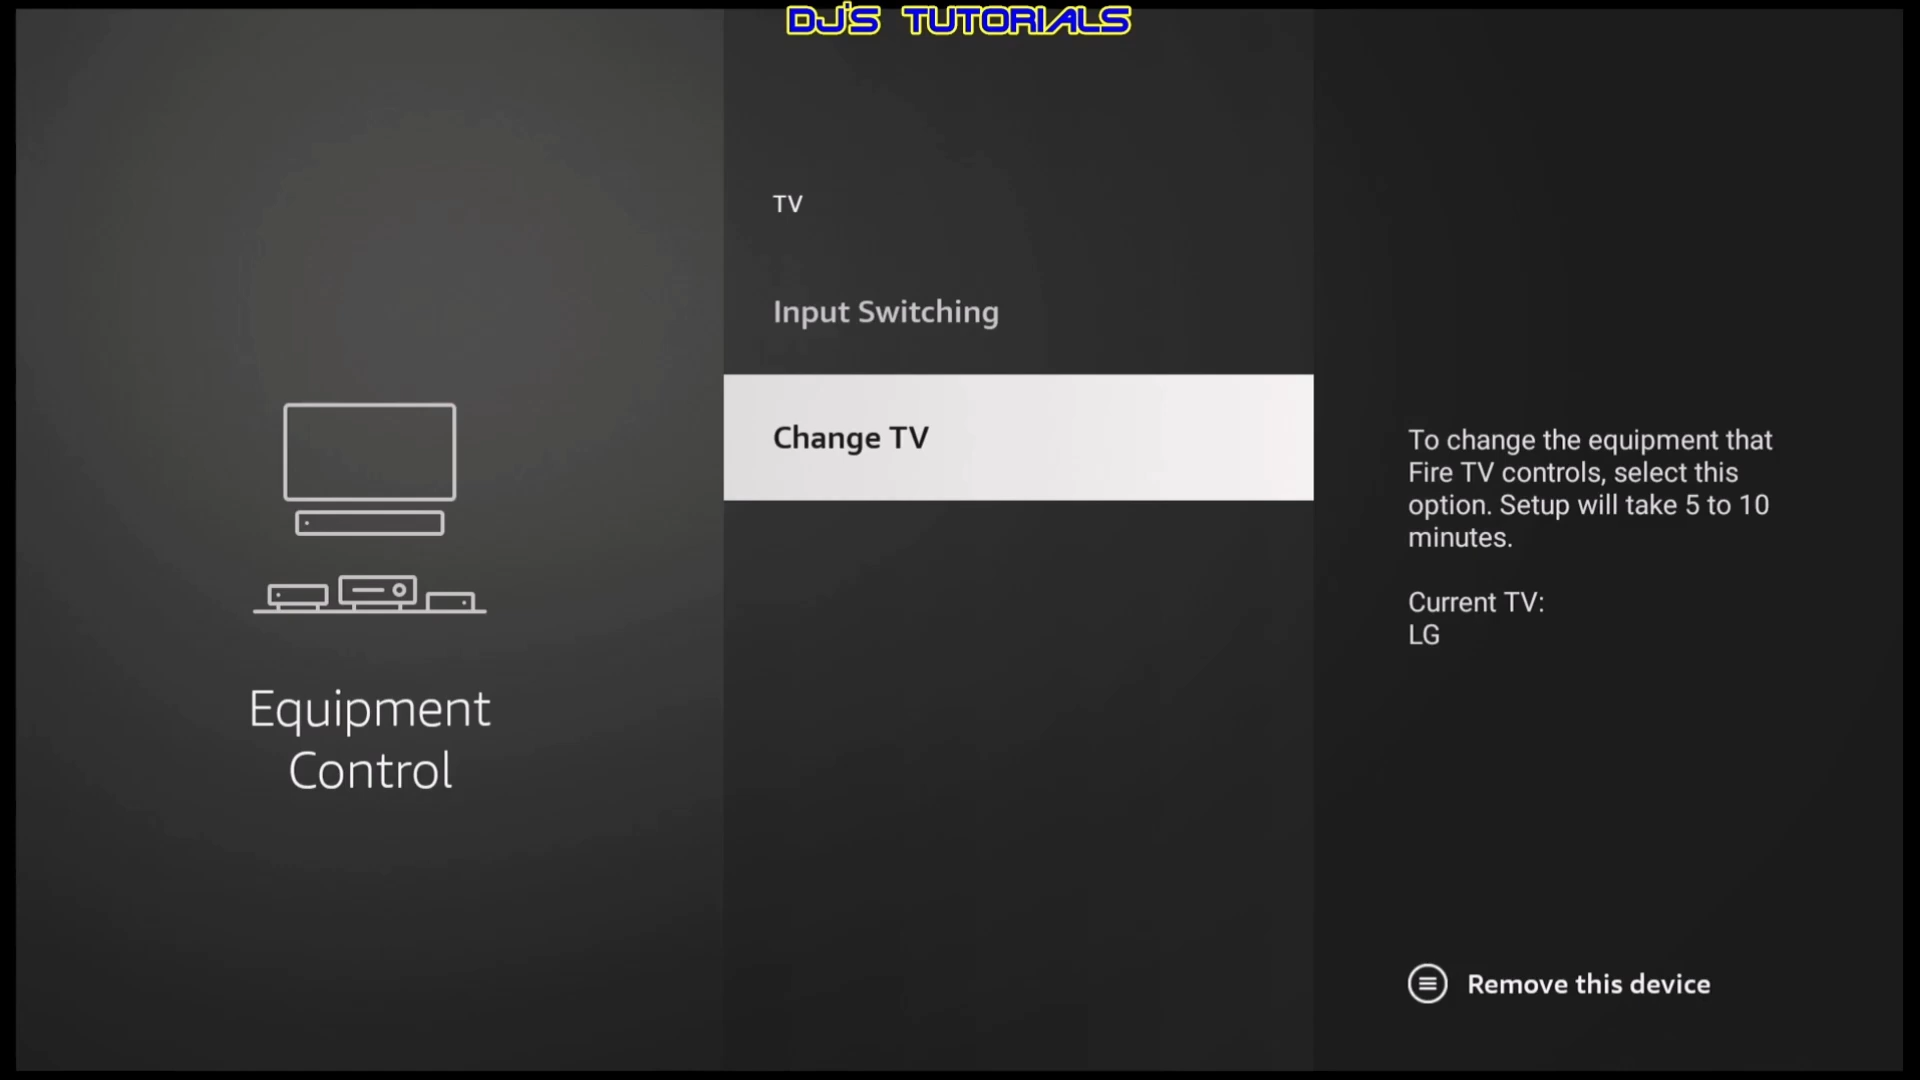 DJ'S TUTORIALS
TV
Input Switching
Change TV
To change the equipment that
Fire TV controls, select this
option. Setup will take 5 to 10
minutes.
Current TV:
LG
Equipment
Control
Remove this device